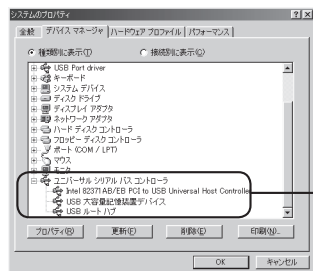 システムのプロパティ
全般 デバイス マネージャ ハードウェア プロファイル パフォーマンス
種類別に表示(T) 接続別に表示(C)
USB Port driver
キーボード
システム デバイス
ディスク ドライブ
ディスプレイ アダプタ
ネットワーク アダプタ
ハード ディスク コントローラ
フロッピー ディスク コントローラ
ポート (COM / LPT)
マウス
モニタ
ユニバーサル シリアル バス コントローラ
Intel 82371AB/EB PCI to USB Universal Host Controller
USB 大容量記憶装置デバイス
USB ルート ハブ
プロパティ(R) 更新(F) 削除(E) 印刷(N)...
OK キャンセル